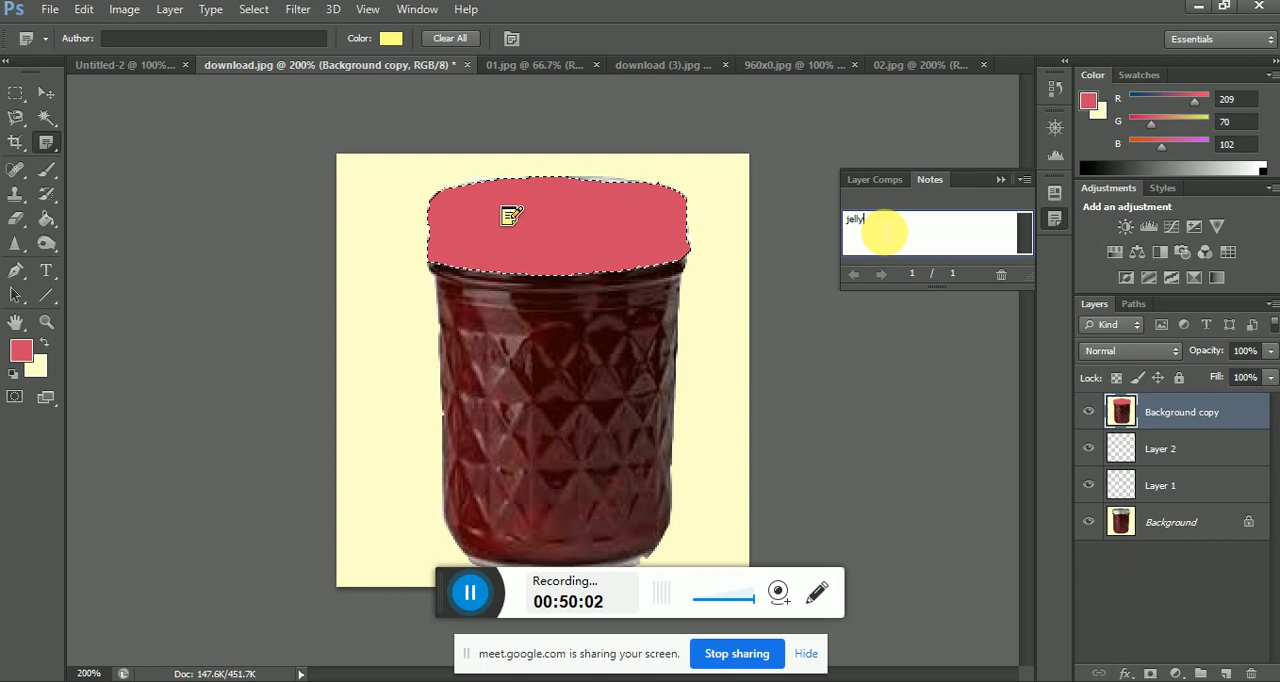 Ps File Edit Image Layer Type Select Filter 3D View Window Help
Author: Color: Clear All Essentials
Untitled-2 @ 100%... × download.jpg @ 200% (Background copy, RGB/8) * × 01.jpg @ 66.7% (R... × download (3).jpg ... × 960x0.jpg @ 100% ... × 02.jpg @ 200% (R... ×
Color Swatches
R 209
G 70
B 102
Layer Comps Notes
jelly
1 / 1
Adjustments Styles
Add an adjustment
Layers Paths
Kind
Normal Opacity: 100%
Lock: Fill: 100%
Background copy
Layer 2
Layer 1
Background
Recording...
00:50:02
meet.google.com is sharing your screen. Stop sharing Hide
200% Doc: 147.6K/451.7K